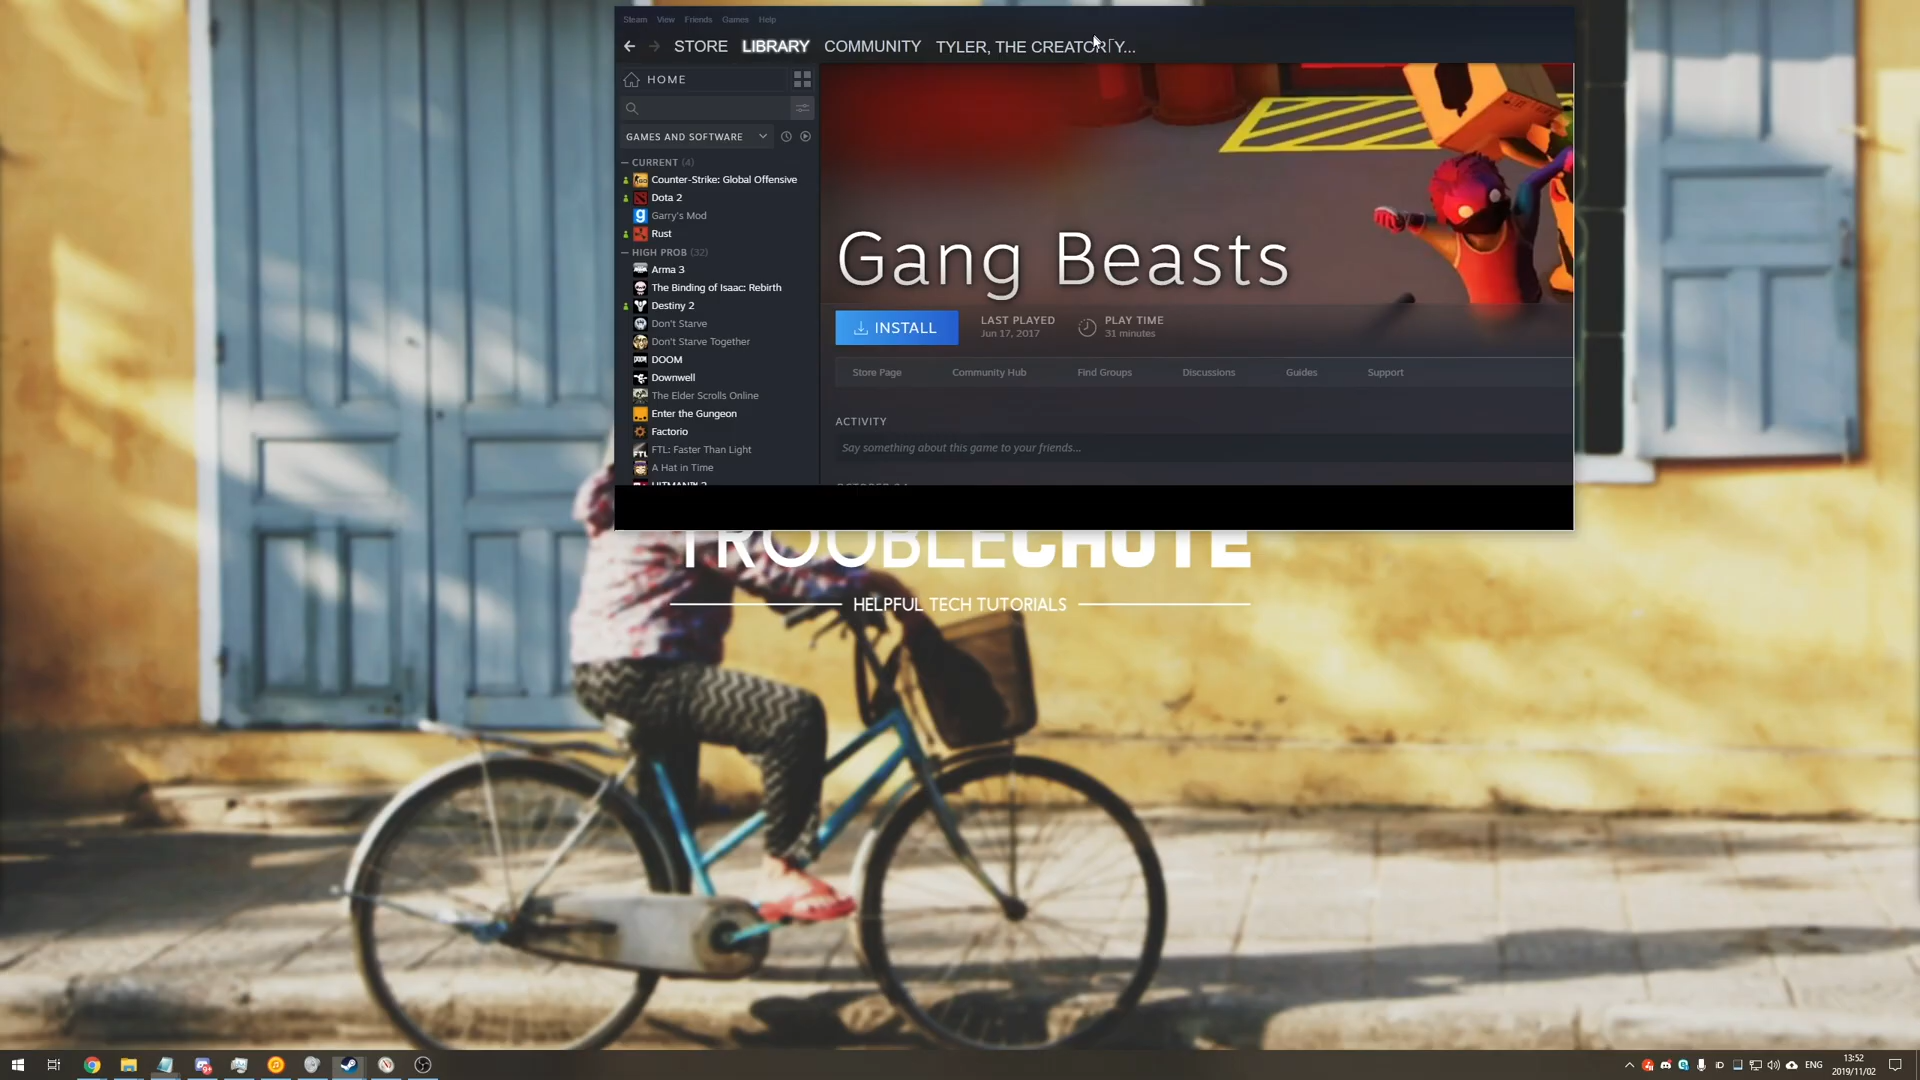 Steam View Friends Games Help
STORE LIBRARY COMMUNITY TYLER, THE CREATOR
HOME
GAMES AND SOFTWARE
CURRENT (4)
Counter-Strike: Global Offensive
Dota 2
Garry's Mod
Rust
HIGH PROB (32)
Arma 3
The Binding of Isaac: Rebirth
Destiny 2
Don't Starve
Don't Starve Together
DOOM
Downwell
The Elder Scrolls Online
Enter the Gungeon
Factorio
FTL: Faster Than Light
A Hat in Time
Gang Beasts
INSTALL
LAST PLAYED
Jun 17, 2017
PLAY TIME
31 minutes
Store Page Community Hub Find Groups Discussions Guides Support
ACTIVITY
Say something about this game to your friends...
TROUBLECHUTE
HELPFUL TECH TUTORIALS
ENG
13:52
2019/11/02